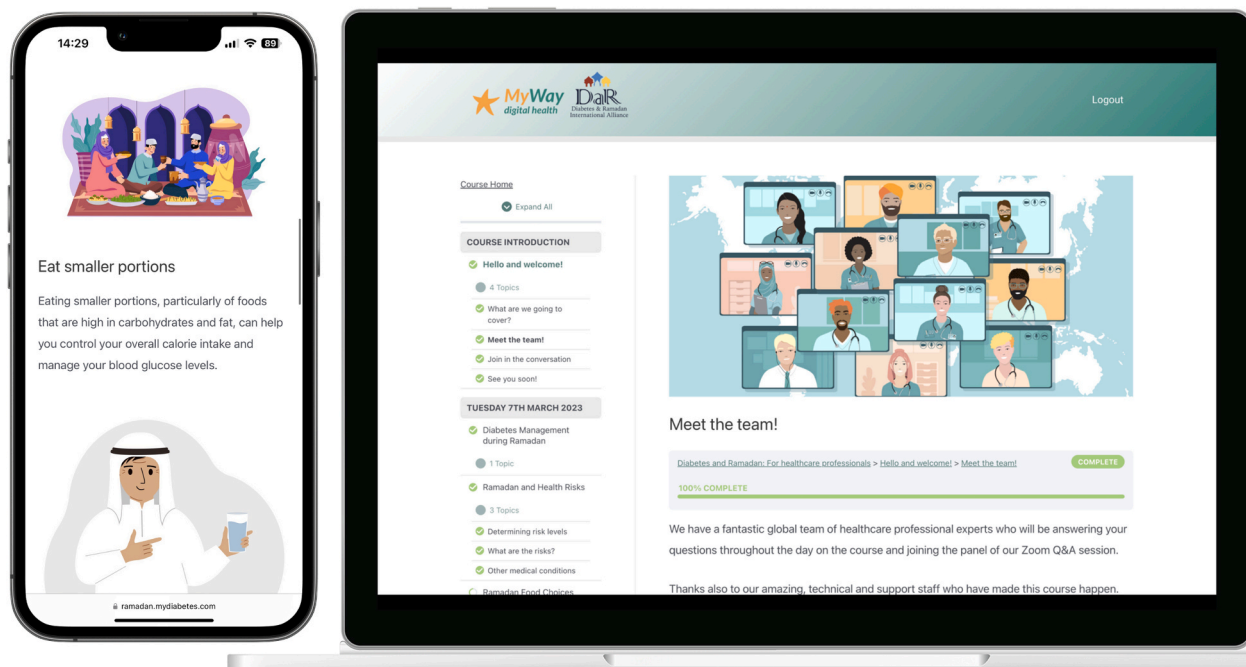 14:29
89
Eat smaller portions
Eating smaller portions, particularly of foods
that are high in carbohydrates and fat, can help
you control your overall calorie intake and
manage your blood glucose levels.
ramadan.mydiabetes.com
MyWay
digital health
DaR
Diabetes & Ramadan
International Alliance
Logout
Course Home
Expand All
COURSE INTRODUCTION
Hello and welcome!
4 Topics
What are we going to
cover?
Meet the team!
Join in the conversation
See you soon!
TUESDAY 7TH MARCH 2023
Diabetes Management
during Ramadan
1 Topic
Ramadan and Health Risks
3 Topics
Determining risk levels
What are the risks?
Other medical conditions
Ramadan Food Choices
Meet the team!
Diabetes and Ramadan: For healthcare professionals > Hello and welcome! > Meet the team!
COMPLETE
100% COMPLETE
We have a fantastic global team of healthcare professional experts who will be answering your
questions throughout the day on the course and joining the panel of our Zoom Q&A session.
Thanks also to our amazing, technical and support staff who have made this course happen.